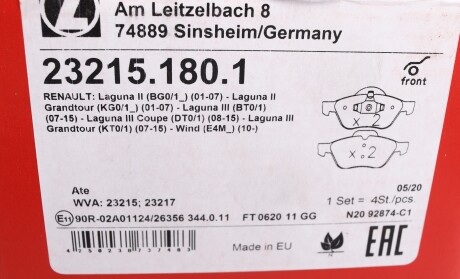 Am Leitzelbach 8
74889 Sinsheim/Germany
23215.180.1
RENAULT: Laguna II (BG0/1_) (01-07) - Laguna II
Grandtour (KG0/1_) (01-07) - Laguna III (BT0/1)
(07-15) - Laguna III Coupe (DT0/1) (08-15) - Laguna III
Grandtour (KT0/1) (07-15) - Wind (E4M_) (10-)
front
x 2
x 2
Ate
WVA: 23215; 23217
05/20
1 Set = 4St./pcs.
E11 90R-02A01124/26356 344.0.11 FT 0620 11 GG N20 92874-C1
Made in EU
EAC